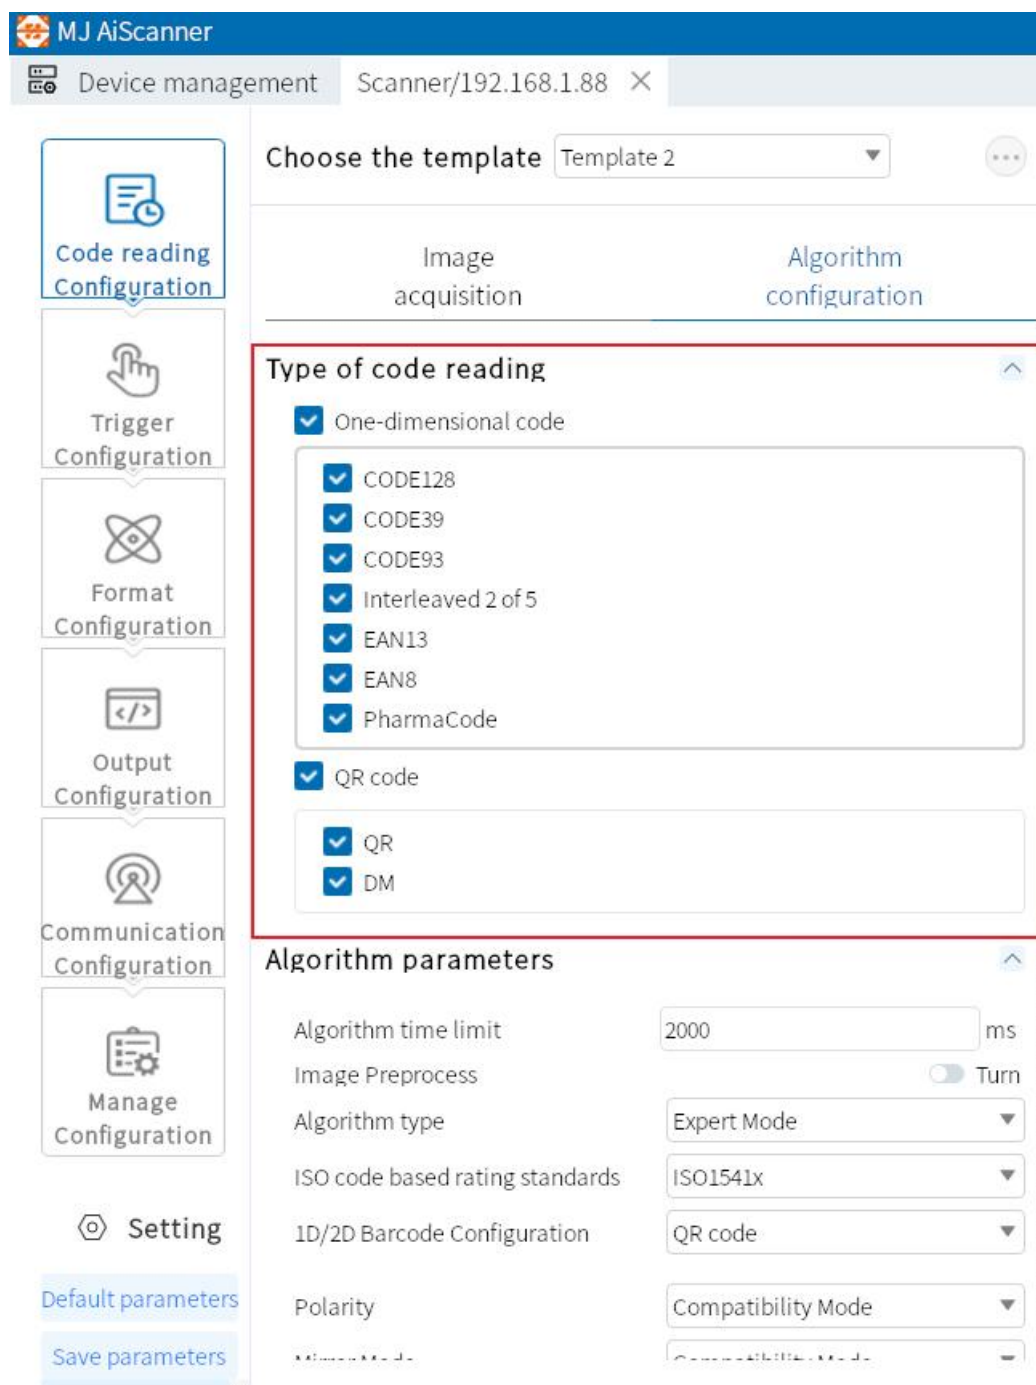 MJ AiScanner
Device management
Scanner/192.168.1.88
Code reading
Configuration
Trigger
Configuration
Format
Configuration
Output
Configuration
Communication
Configuration
Manage
Configuration
Setting
Default parameters
Save parameters
Choose the template
Template 2
Image
acquisition
Algorithm
configuration
Type of code reading
One-dimensional code
CODE128
CODE39
CODE93
Interleaved 2 of 5
EAN13
EAN8
PharmaCode
QR code
QR
DM
Algorithm parameters
Algorithm time limit 2000 ms
Image Preprocess Turn
Algorithm type Expert Mode
ISO code based rating standards ISO1541x
1D/2D Barcode Configuration QR code
Polarity Compatibility Mode
Mirror Mode Compatibility Mode